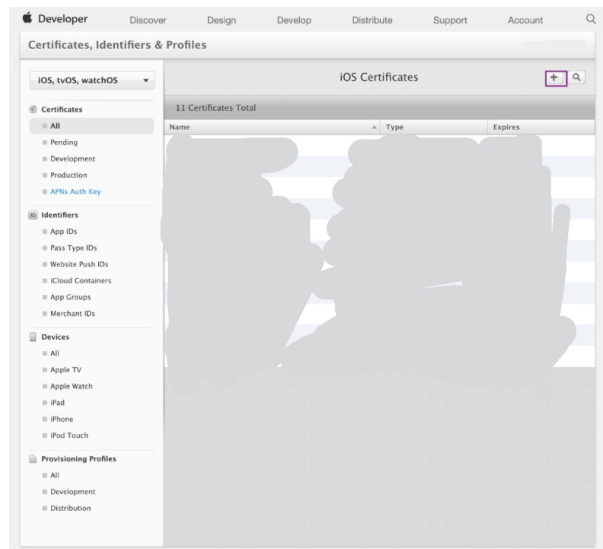 Developer Discover Design Develop Distribute Support Account
Certificates, Identifiers & Profiles
iOS, tvOS, watchOS
iOS Certificates
+
11 Certificates Total
Name Type Expires
Certificates
All
Pending
Development
Production
APNs Auth Key
ID Identifiers
App IDs
Pass Type IDs
Website Push IDs
iCloud Containers
App Groups
Merchant IDs
Devices
All
Apple TV
Apple Watch
iPad
iPhone
iPod Touch
Provisioning Profiles
All
Development
Distribution